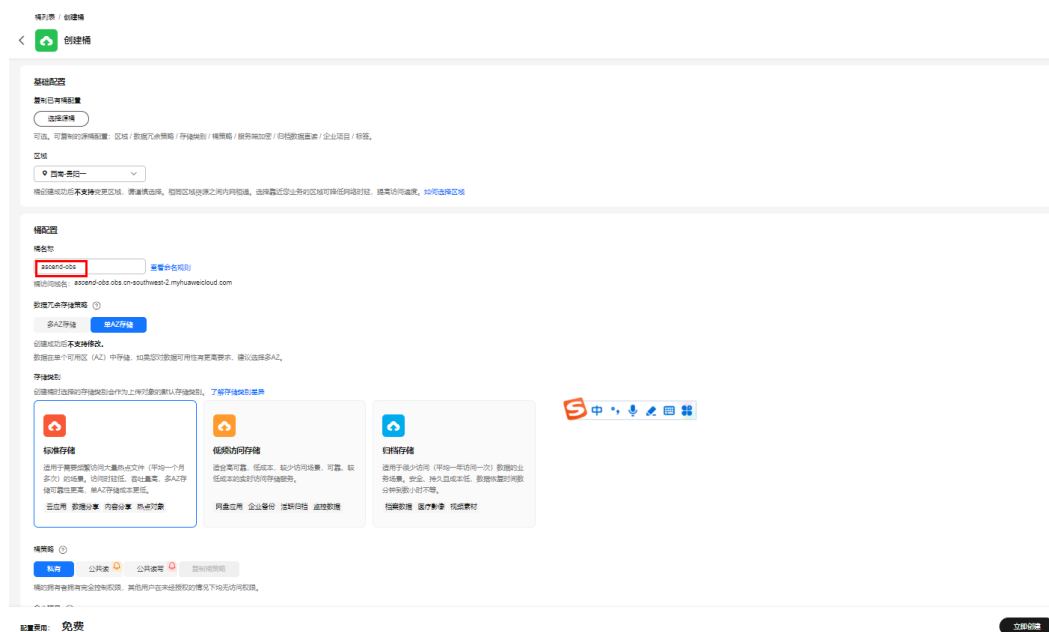 桶列表 / 创建桶
创建桶
基础配置
复制已有桶配置
选择源桶
可选。可复制的源桶配置：区域 / 数据冗余策略 / 存储类别 / 桶策略 / 服务端加密 / 归档数据直读 / 企业项目 / 标签。
区域
西南-贵阳一
桶创建成功后不支持变更区域，请谨慎选择。相同区域资源之间内网相通。选择靠近您业务的区域可降低网络时延，提高访问速度。如何选择区域
桶配置
桶名称
ascend-obs 查看命名规则
桶访问域名：ascend-obs.obs.cn-southwest-2.myhuaweicloud.com
数据冗余存储策略
多AZ存储 单AZ存储
创建成功后不支持修改。
数据在单个可用区（AZ）中存储，如果您对数据可用性有更高要求，建议选择多AZ。
存储类别
创建桶时选择的存储类别会作为上传对象的默认存储类别。了解存储类别差异
标准存储
适用于需要频繁访问大量热点文件（平均一个月
多次）的场景。访问时延低、吞吐量高，多AZ存
储可靠性更高，单AZ存储成本更低。
云应用 数据分享 内容分享 热点对象
低频访问存储
适合高可靠、低成本、较少访问场景，可靠、较
低成本的实时访问存储服务。
网盘应用 企业备份 活跃归档 监控数据
归档存储
适用于很少访问（平均一年访问一次）数据的业
务场景。安全、持久且成本低，数据恢复时间数
分钟到数小时不等。
档案数据 医疗影像 视频素材
中
桶策略
私有 公共读 公共读写 复制桶策略
桶的拥有者拥有完全控制权限，其他用户在未经授权的情况下均无访问权限。
配置费用： 免费
立即创建